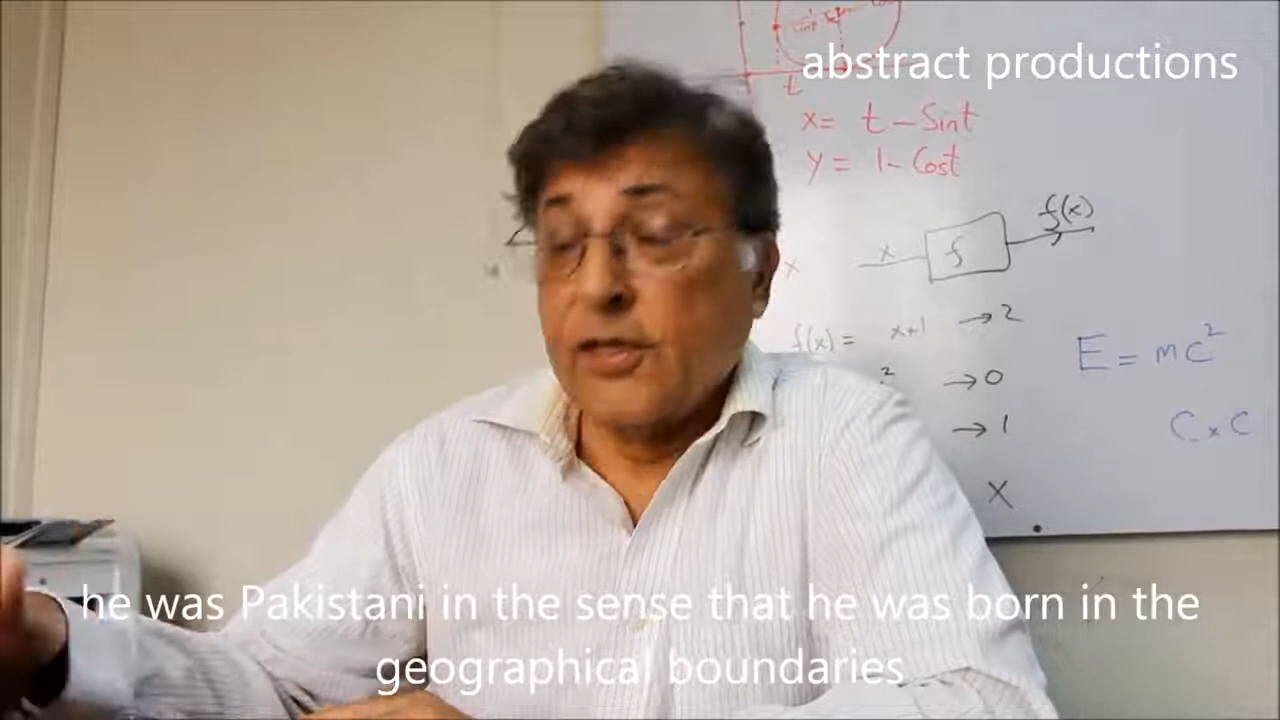 abstract productions
t
x = t - Sint
y = 1 - Cost
f(x)
x f
x
f(x) = x+1 → 2
E = mc²
2 → 0
→ 1
C x C
X
he was Pakistani in the sense that he was born in the
geographical boundaries